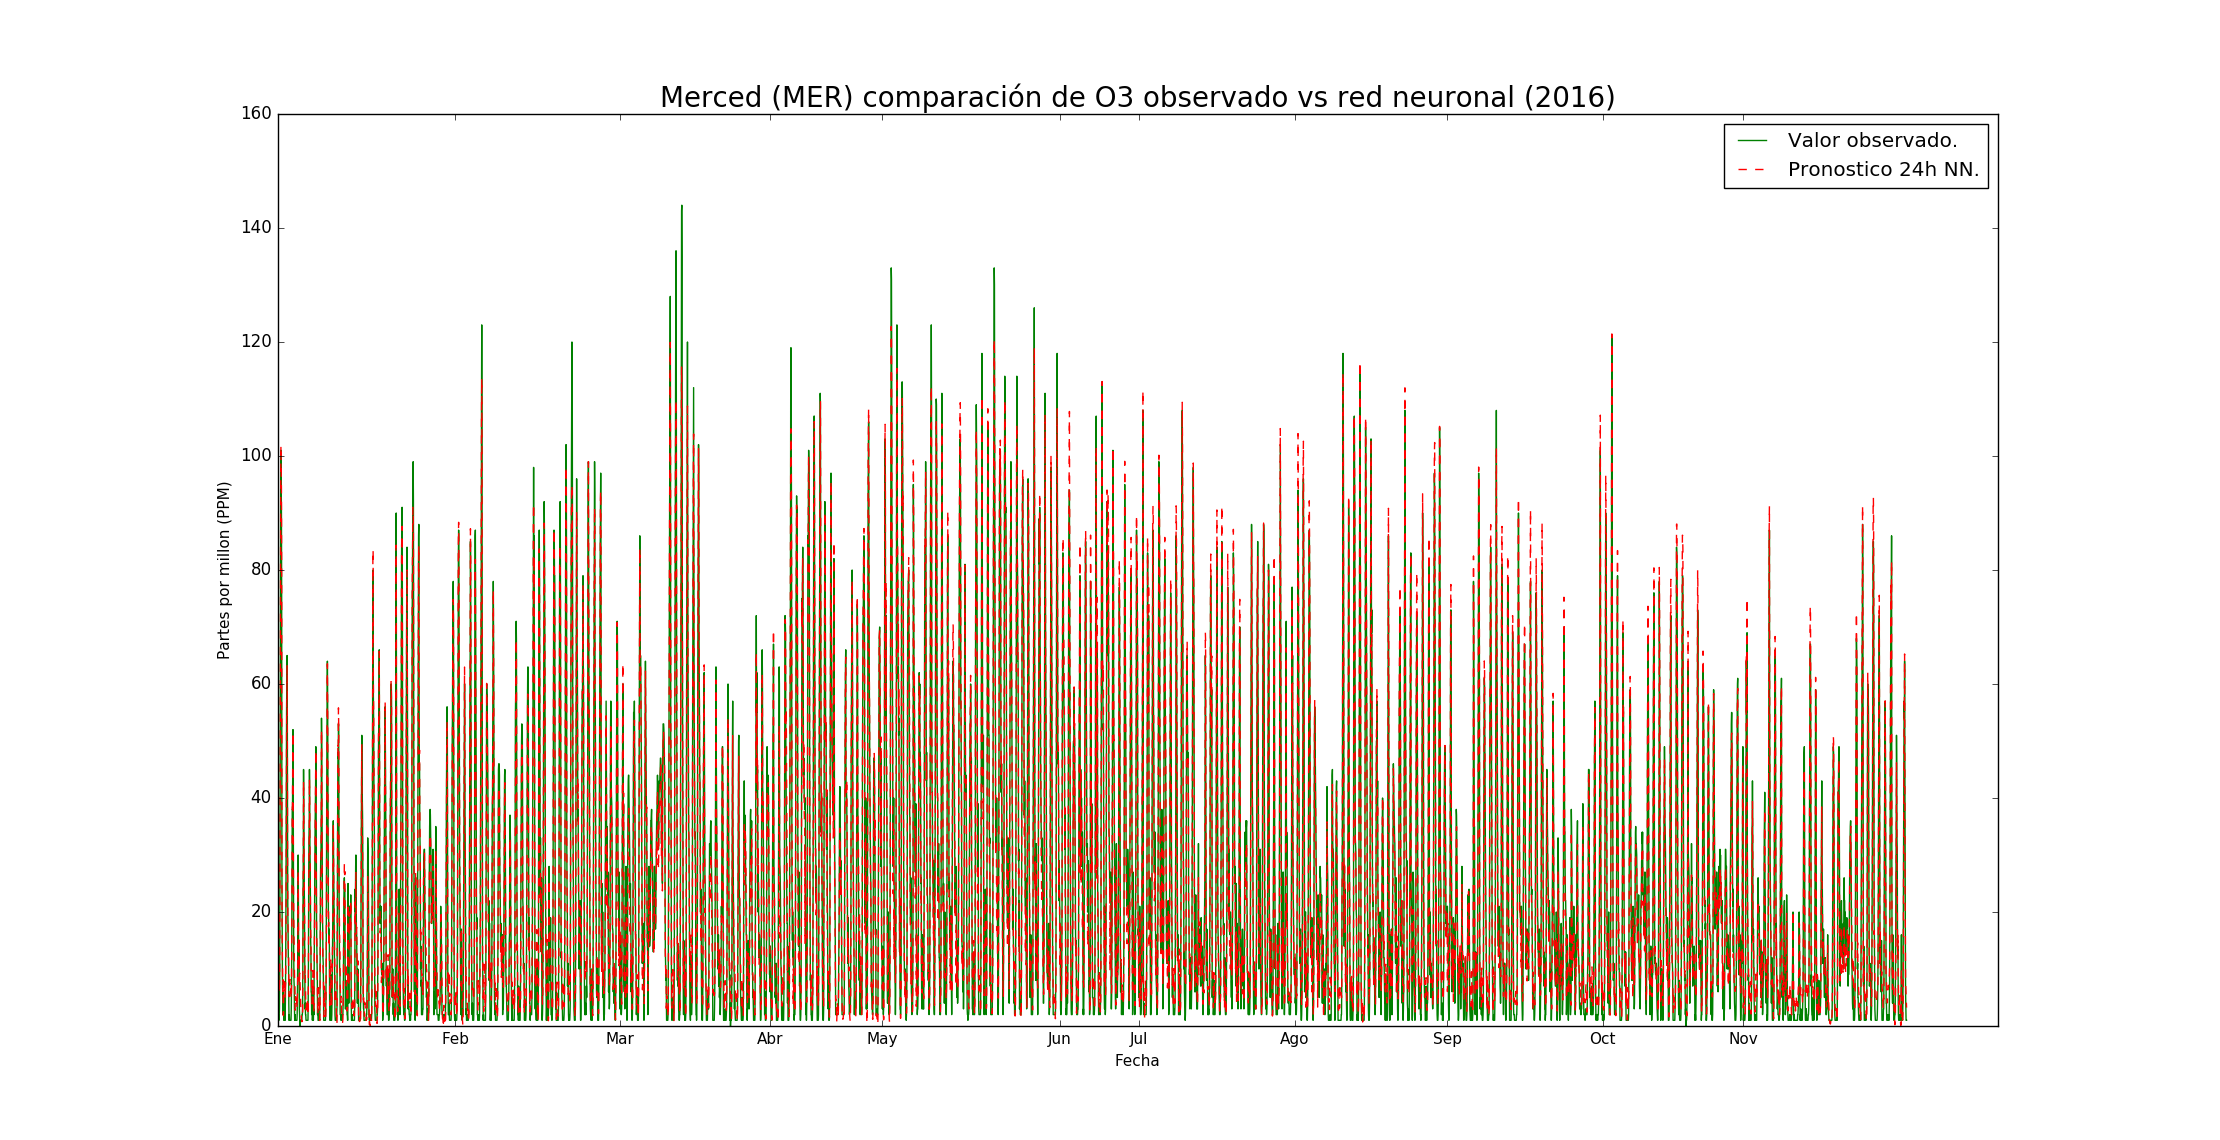 Merced (MER) comparación de O3 observado vs red neuronal (2016)
Valor observado.
Pronostico 24h NN.
160
140
120
100
80
60
40
20
0
Partes por millon (PPM)
Ene Feb Mar Abr May Jun Jul Ago Sep Oct Nov
Fecha